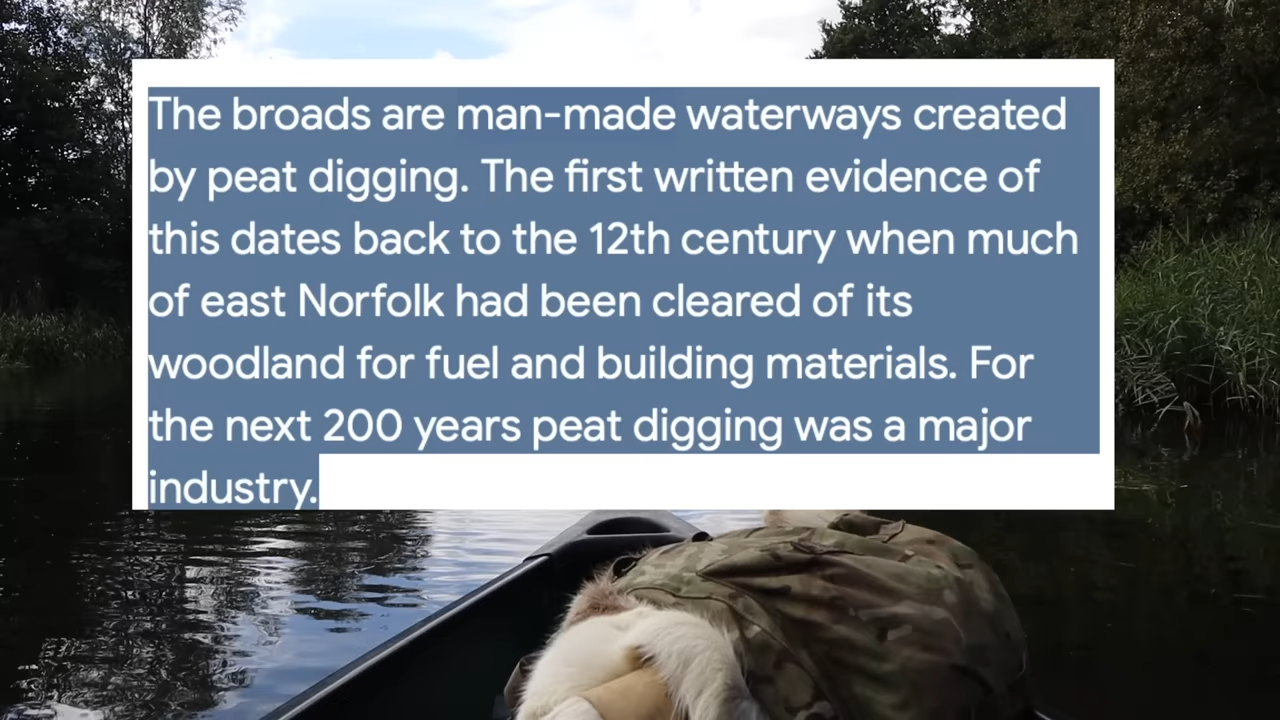 The broads are man-made waterways created
by peat digging. The first written evidence of
this dates back to the 12th century when much
of east Norfolk had been cleared of its
woodland for fuel and building materials. For
the next 200 years peat digging was a major
industry.